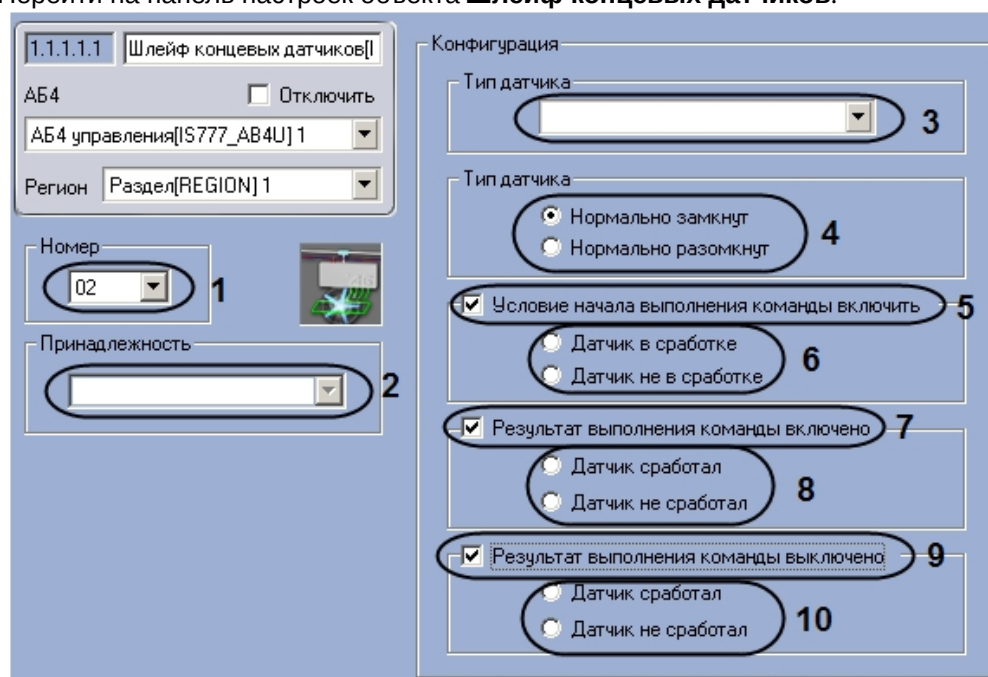 Перейти на панель настроек объекта Шлейф концевых датчиков.
1.1.1.1.1 Шлейф концевых датчиков[I
АБ4 Отключить
АБ4 управления[IS777_AB4U] 1
Регион Раздел[REGION] 1
Номер
02 1
Принадлежность
2
Конфигурация
Тип датчика
3
Тип датчика
Нормально замкнут
Нормально разомкнут
4
Условие начала выполнения команды включить 5
Датчик в сработке
Датчик не в сработке
6
Результат выполнения команды включено 7
Датчик сработал
Датчик не сработал
8
Результат выполнения команды выключено 9
Датчик сработал
Датчик не сработал
10